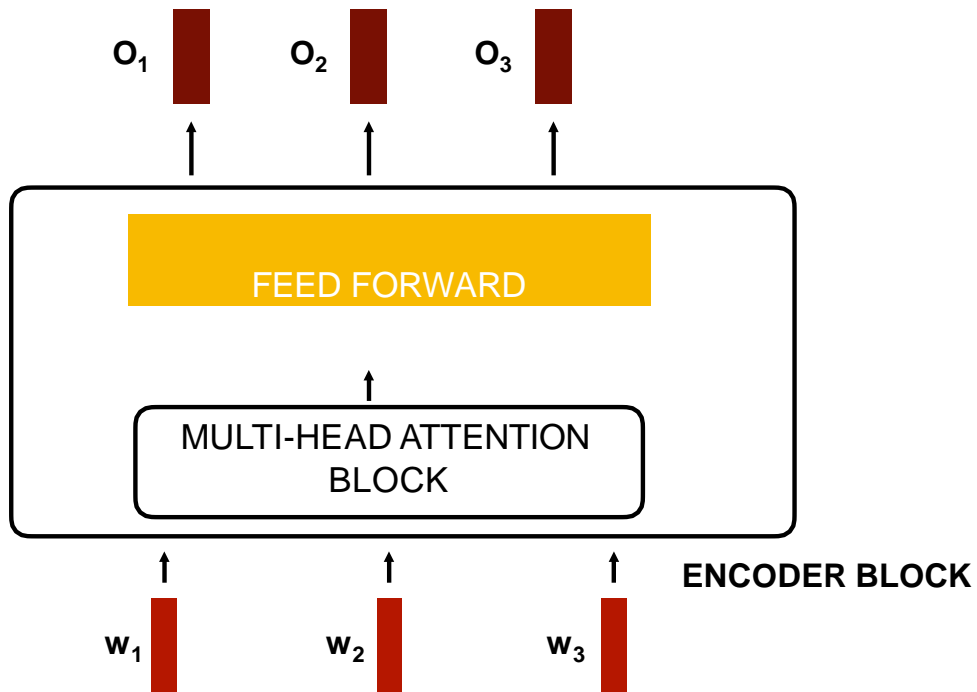 O₁ O₂ O₃
FEED FORWARD
MULTI-HEAD ATTENTION
BLOCK
ENCODER BLOCK
w₁ w₂ w₃